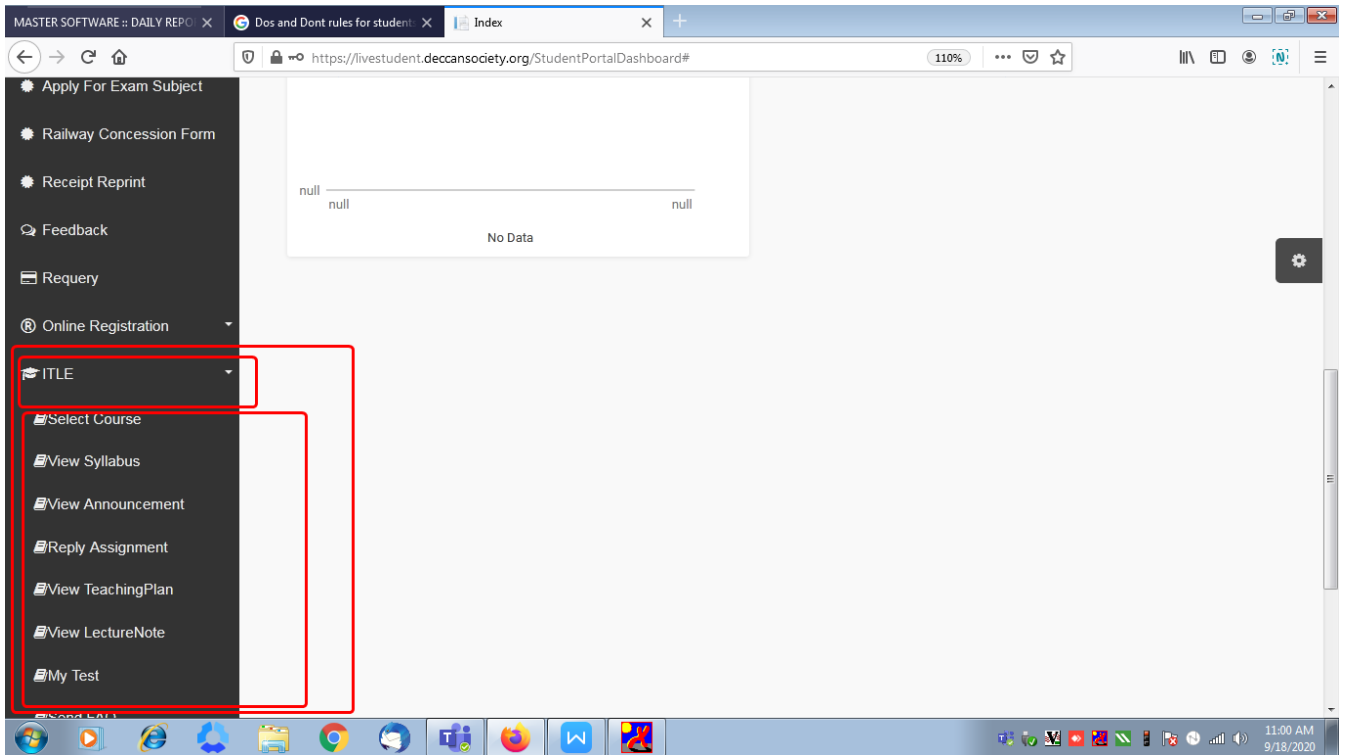 MASTER SOFTWARE :: DAILY REPO
Dos and Dont rules for student
Index
https://livestudent.deccansociety.org/StudentPortalDashboard#
110%
Apply For Exam Subject
Railway Concession Form
Receipt Reprint
Feedback
Requery
Online Registration
ITLE
Select Course
View Syllabus
View Announcement
Reply Assignment
View TeachingPlan
View LectureNote
My Test
Send FAQ
null
null null
No Data
11:00 AM
9/18/2020